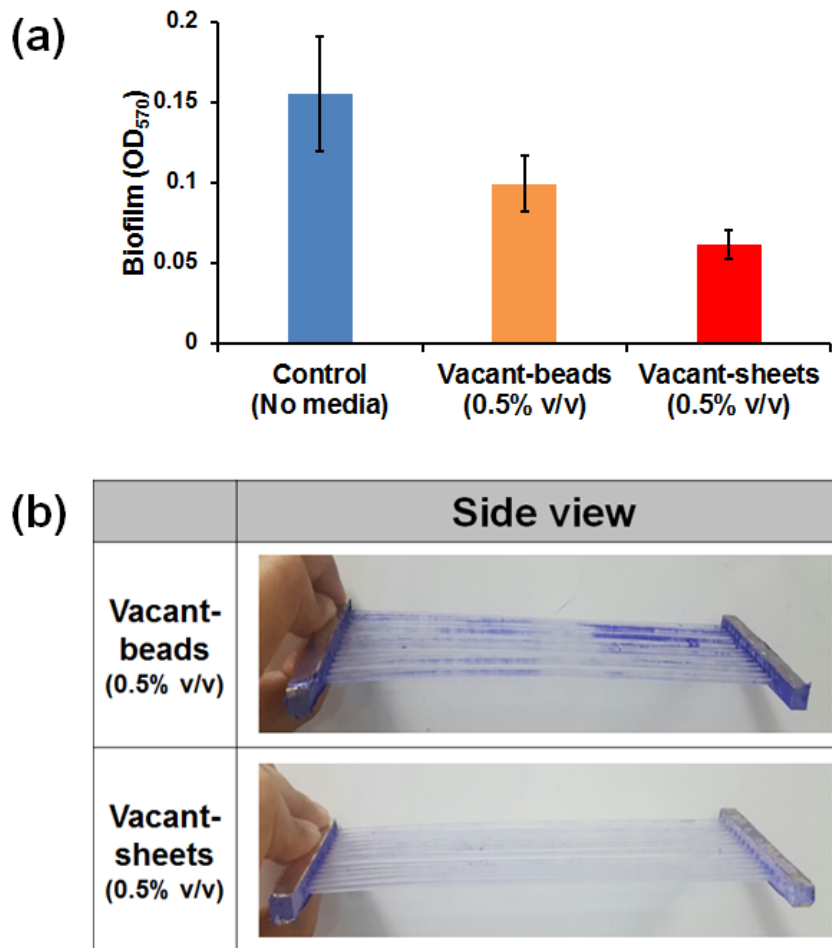 (a)
Biofilm (OD570)
0.2
0.15
0.1
0.05
0
Control
(No media)
Vacant-beads
(0.5% v/v)
Vacant-sheets
(0.5% v/v)
(b)
Side view
Vacant-
beads
(0.5% v/v)
Vacant-
sheets
(0.5% v/v)